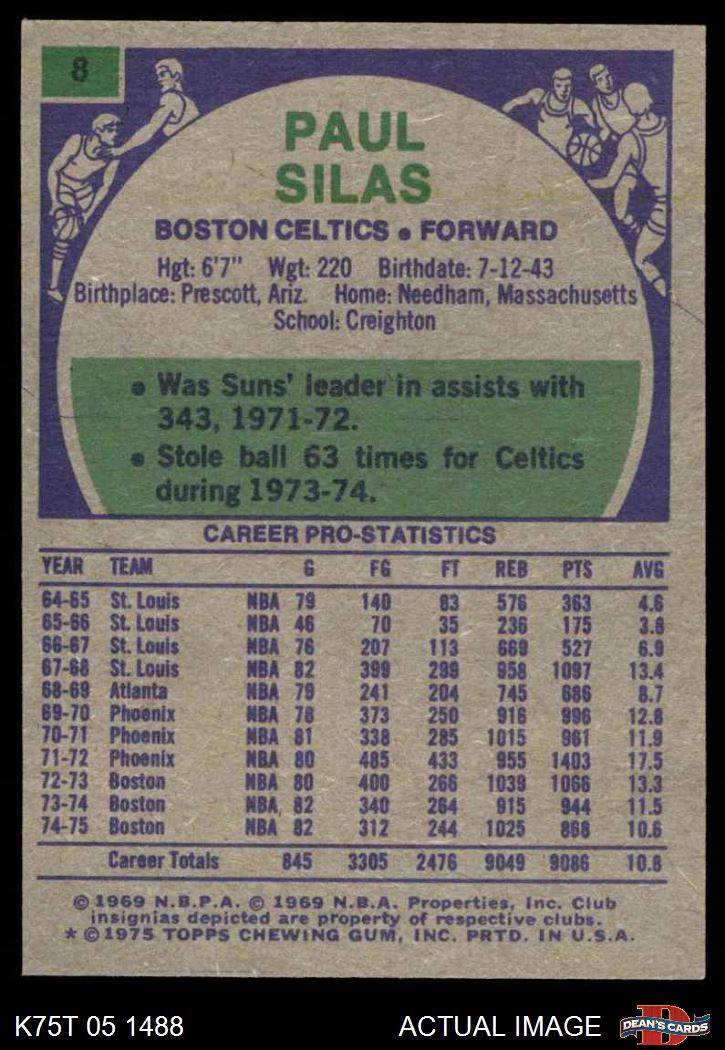 8
PAUL
SILAS
BOSTON CELTICS • FORWARD
Hgt: 6'7" Wgt: 220 Birthdate: 7-12-43
Birthplace: Prescott, Ariz. Home: Needham, Massachusetts
School: Creighton
• Was Suns' leader in assists with
343, 1971-72.
• Stole ball 63 times for Celtics
during 1973-74.
CAREER PRO-STATISTICS
YEAR TEAM G FG FT REB PTS AVG
64-65 St. Louis NBA 79 140 83 576 363 4.6
65-66 St. Louis NBA 46 70 35 236 175 3.8
66-67 St. Louis NBA 76 207 113 669 527 6.9
67-68 St. Louis NBA 82 399 299 958 1097 13.4
68-69 Atlanta NBA 79 241 204 745 686 8.7
69-70 Phoenix NBA 78 373 250 916 996 12.8
70-71 Phoenix NBA 81 338 285 1015 961 11.9
71-72 Phoenix NBA 80 485 433 955 1403 17.5
72-73 Boston NBA 80 400 266 1039 1066 13.3
73-74 Boston NBA 82 340 264 915 944 11.5
74-75 Boston NBA 82 312 244 1025 868 10.6
Career Totals 845 3305 2476 9049 9086 10.8
© 1969 N.B.P.A. © 1969 N.B.A. Properties, Inc. Club
insignias depicted are property of respective clubs.
* © 1975 TOPPS CHEWING GUM, INC. PRTD. IN U.S.A.
K75T 05 1488 ACTUAL IMAGE DEAN'S CARDS